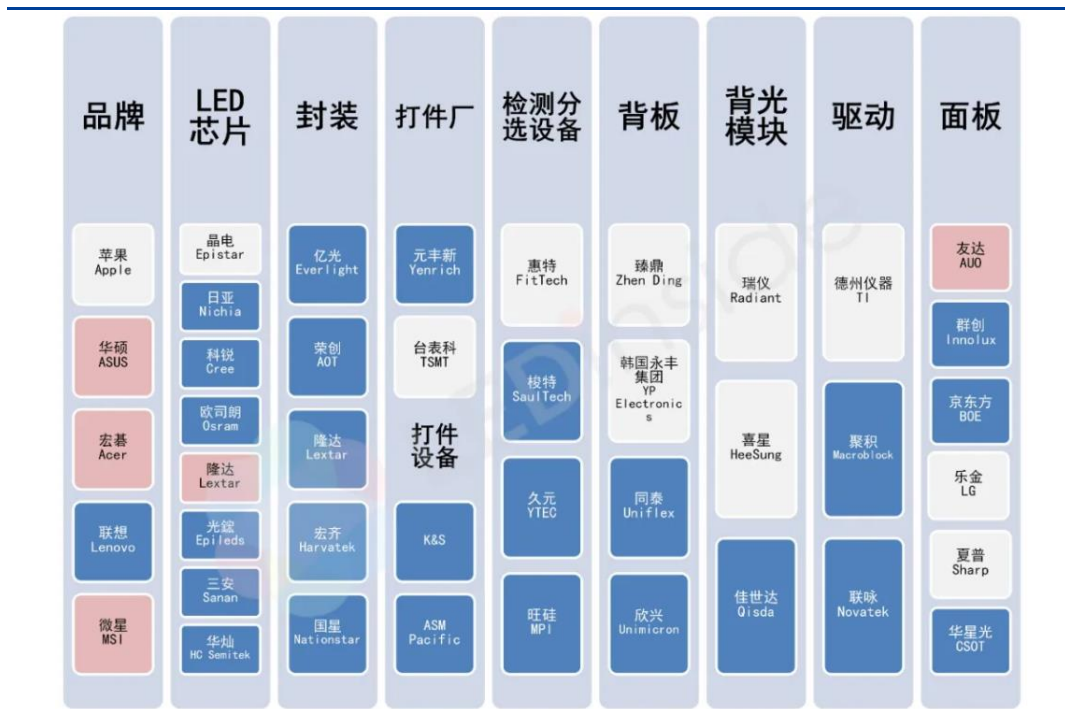 品牌
苹果
Apple
华硕
ASUS
宏碁
Acer
联想
Lenovo
微星
MSI
LED
芯片
晶电
Epistar
日亚
Nichia
科锐
Cree
欧司朗
Osram
隆达
Lextar
光鋐
Epileds
三安
Sanan
华灿
HC Semitek
封装
亿光
Everlight
荣创
AOT
隆达
Lextar
宏齐
Harvatek
国星
Nationstar
打件厂
元丰新
Yenrich
台表科
TSMT
打件
设备
K&S
ASM
Pacific
检测分
选设备
惠特
FitTech
梭特
SaulTech
久元
YTEC
旺硅
MPI
背板
臻鼎
Zhen Ding
韩国永丰
集团
YP
Electronic
s
同泰
Uniflex
欣兴
Unimicron
背光
模块
瑞仪
Radiant
喜星
HeeSung
佳世达
Qisda
驱动
德州仪器
TI
聚积
Macroblock
联咏
Novatek
面板
友达
AUO
群创
Innolux
京东方
BOE
乐金
LG
夏普
Sharp
华星光
CSOT
LEDinside